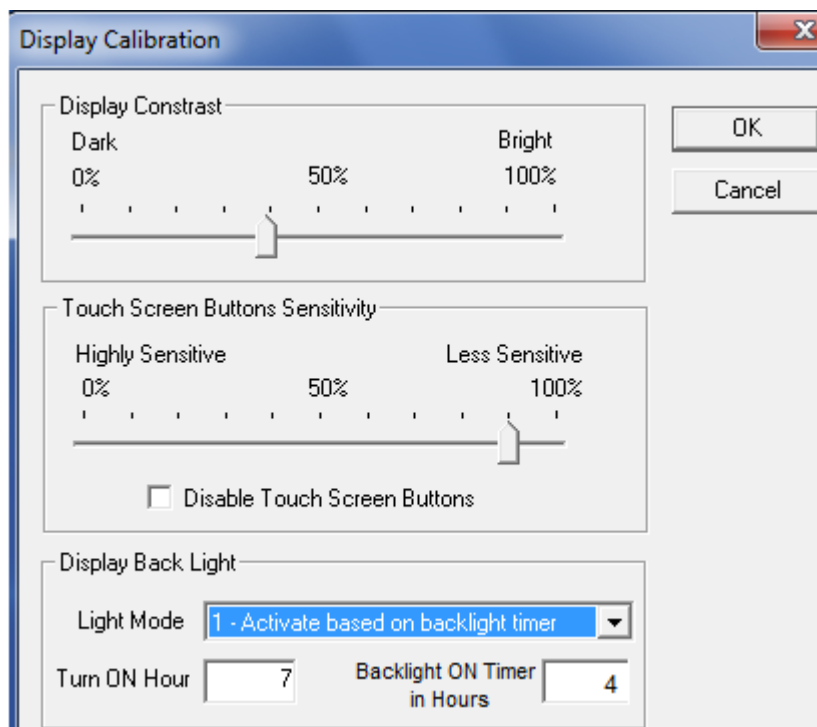 Display Calibration
Display Constrast
Dark Bright
0% 50% 100%
OK
Cancel
Touch Screen Buttons Sensitivity
Highly Sensitive Less Sensitive
0% 50% 100%
Disable Touch Screen Buttons
Display Back Light
Light Mode 1 - Activate based on backlight timer
Turn ON Hour 7 Backlight ON Timer
in Hours 4